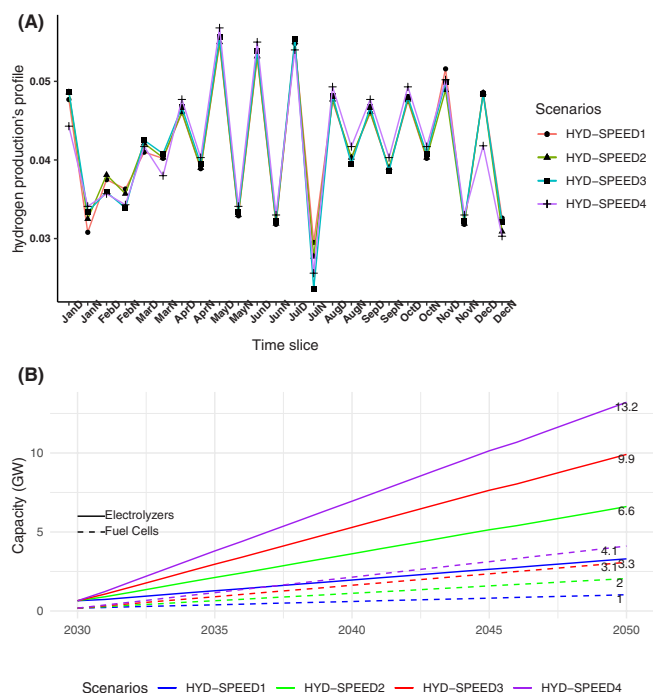 (A)
hydrogen production's profile
0.05
0.04
0.03
JanD
JanN
FebD
FebN
MarD
MarN
AprD
AprN
MayD
MayN
JunD
JunN
JulD
JulN
AugD
AugN
SepD
SepN
OctD
OctN
NovD
NovN
DecD
DecN
Time slice
Scenarios
HYD-SPEED1
HYD-SPEED2
HYD-SPEED3
HYD-SPEED4
(B)
Capacity (GW)
10
5
0
Electrolyzers
Fuel Cells
13.2
9.9
6.6
4.1
3.3
3.1
2
1
2030
2035
2040
2045
2050
Scenarios HYD-SPEED1 HYD-SPEED2 HYD-SPEED3 HYD-SPEED4